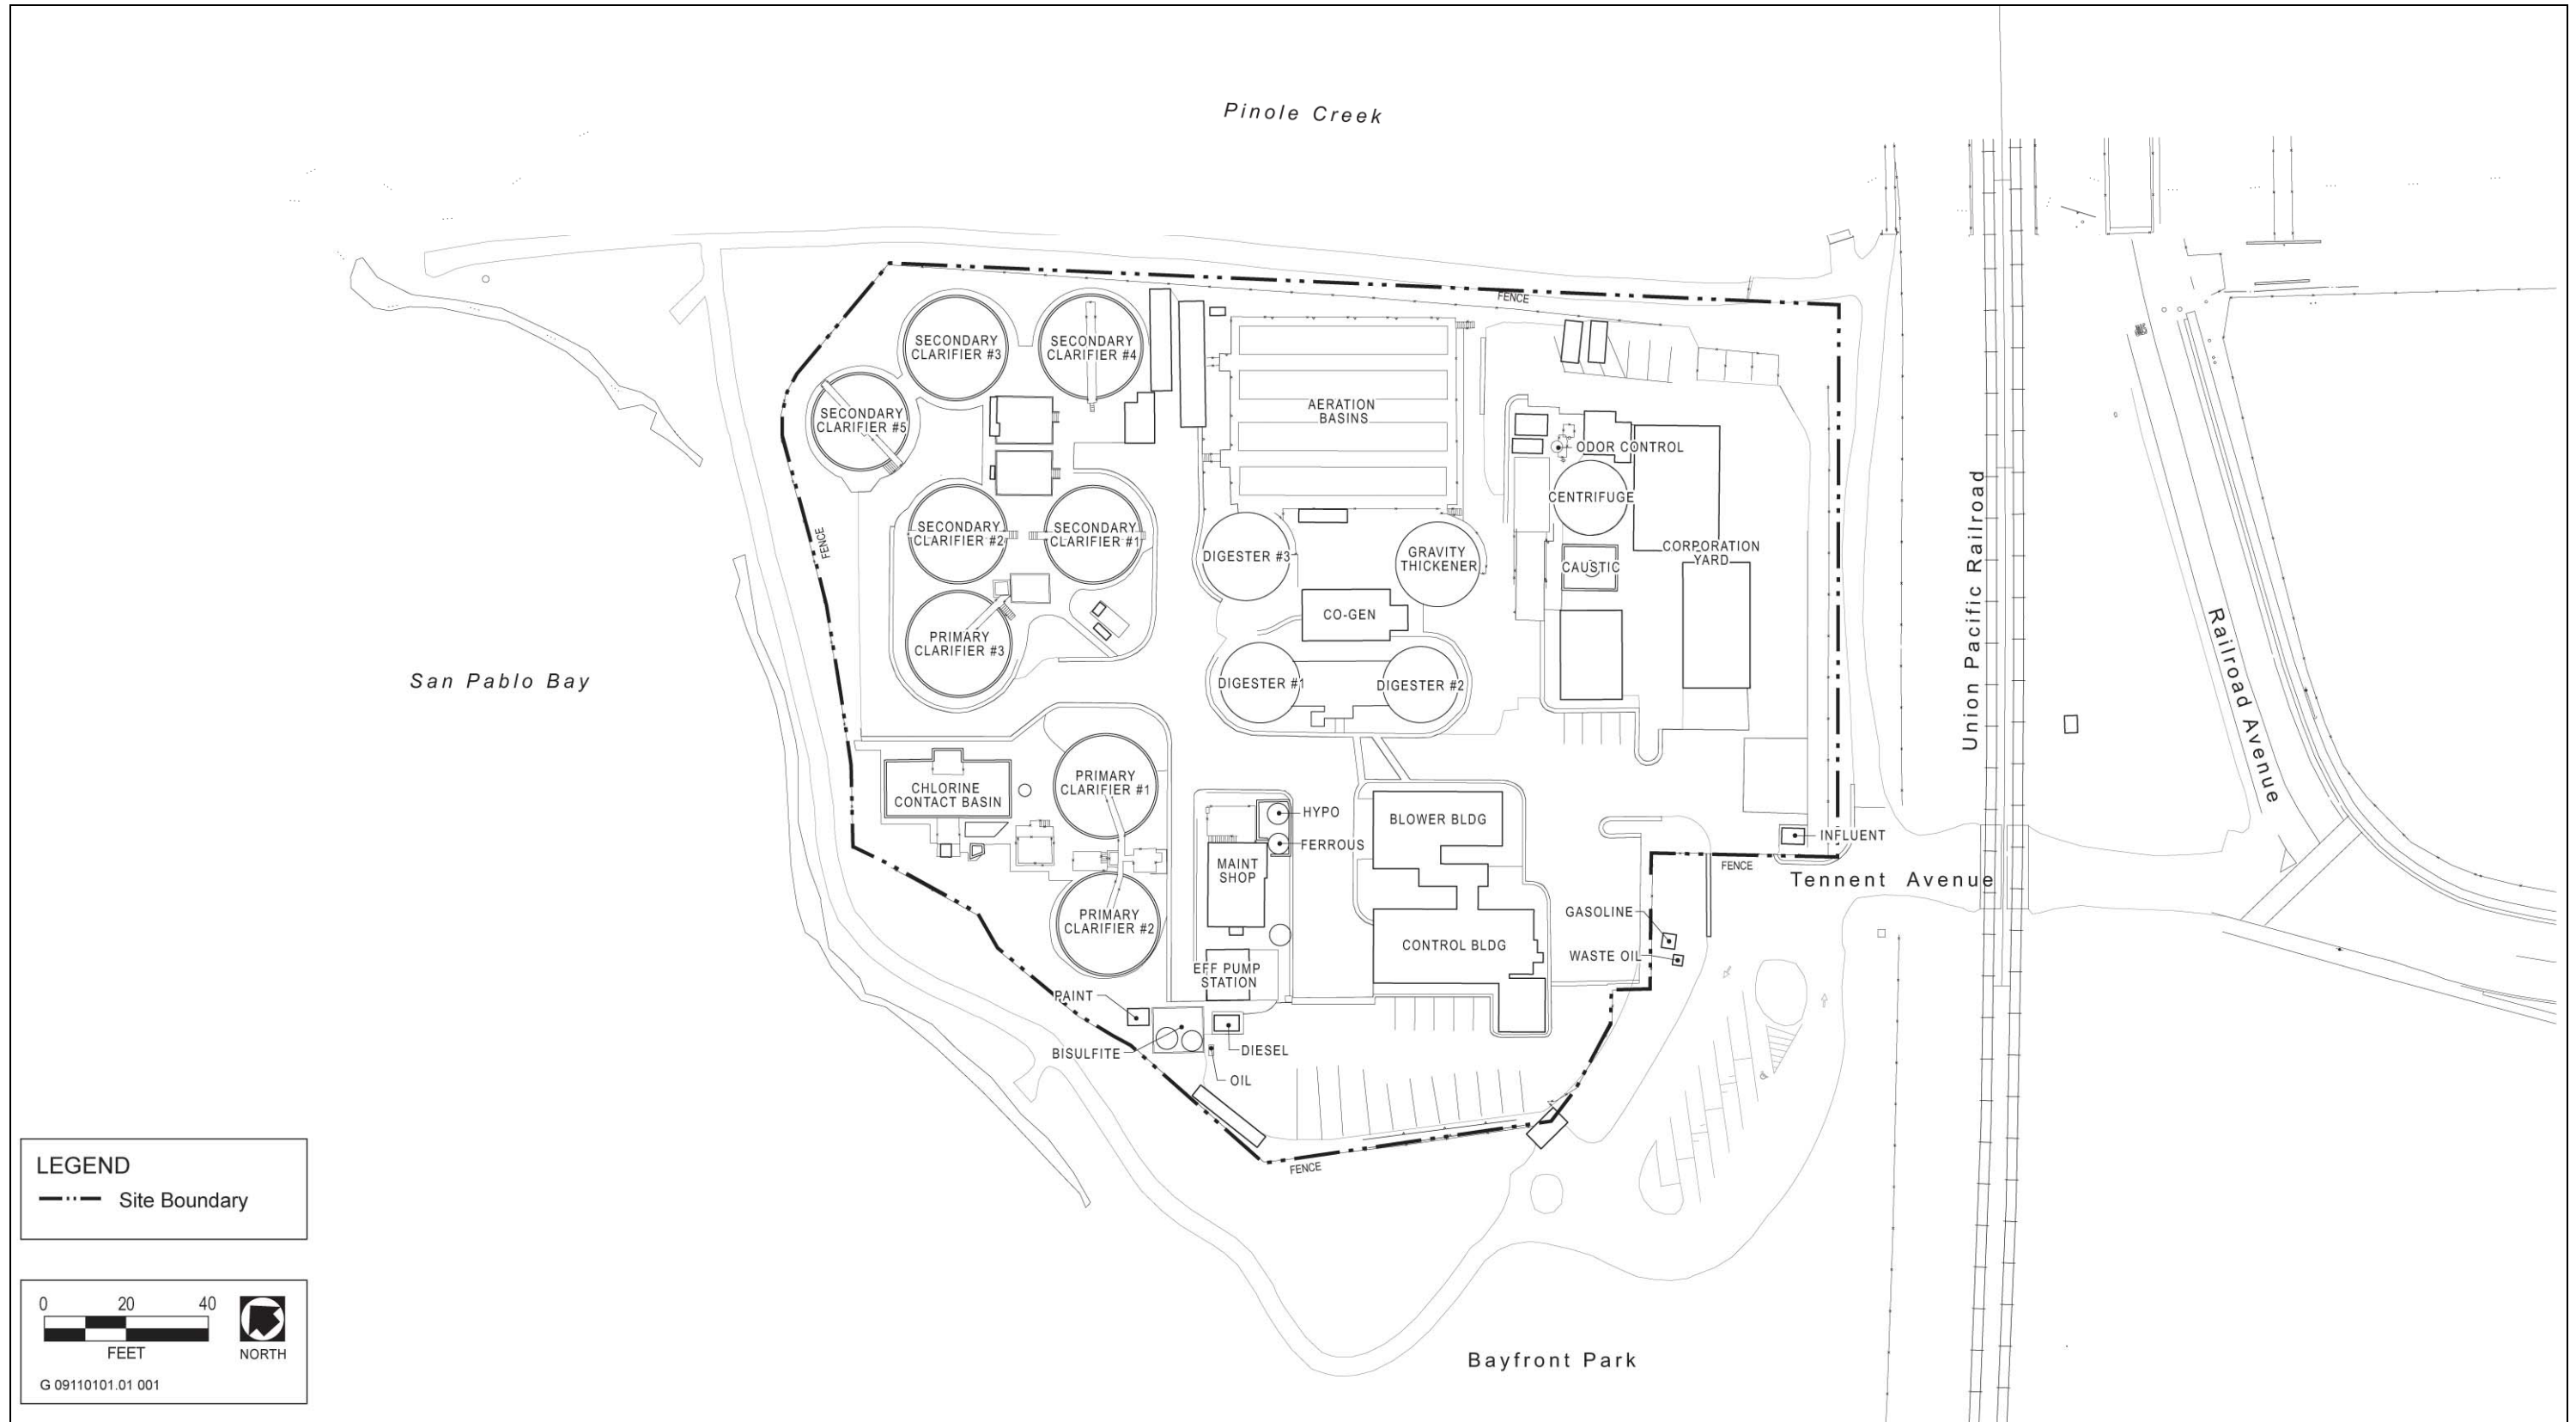 Pinole Creek
FENCE
SECONDARY
CLARIFIER #3
SECONDARY
CLARIFIER #4
SECONDARY
CLARIFIER #5
AERATION
BASINS
ODOR CONTROL
CENTRIFUGE
SECONDARY
CLARIFIER #2
SECONDARY
CLARIFIER #1
FENCE
DIGESTER #3
GRAVITY
THICKENER
CAUSTIC
CORPORATION
YARD
CO-GEN
PRIMARY
CLARIFIER #3
DIGESTER #1
DIGESTER #2
San Pablo Bay
Union Pacific Railroad
Railroad Avenue
CHLORINE
CONTACT BASIN
PRIMARY
CLARIFIER #1
HYPO
FERROUS
BLOWER BLDG
INFLUENT
MAINT
SHOP
FENCE
Tennent Avenue
PRIMARY
CLARIFIER #2
GASOLINE
CONTROL BLDG
WASTE OIL
EFF PUMP
STATION
PAINT
BISULFITE
DIESEL
OIL
FENCE
Bayfront Park
LEGEND
Site Boundary
0 20 40
FEET
NORTH
G 09110101.01 001